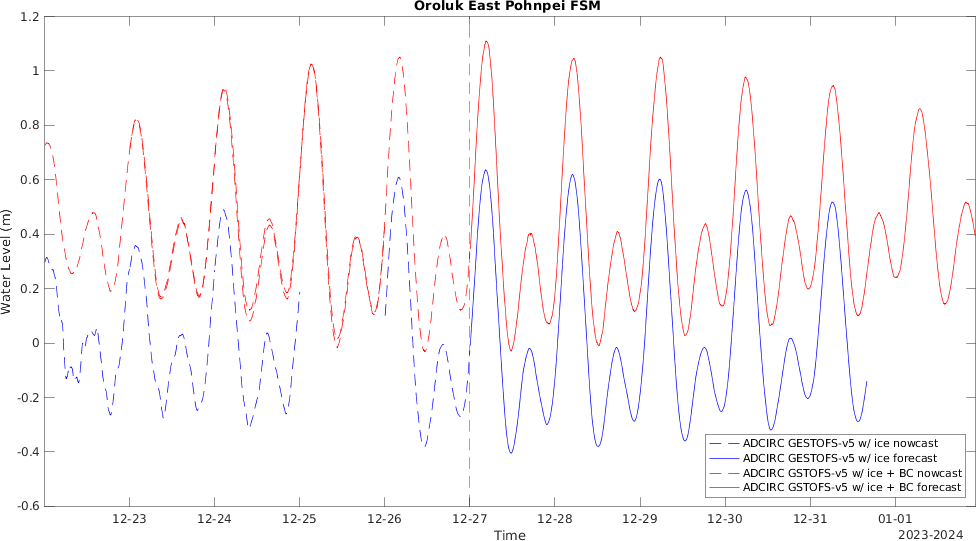 Oroluk East Pohnpei FSM
1.2
1
0.8
0.6
0.4
0.2
0
-0.2
-0.4
-0.6
Water Level (m)
ADCIRC GESTOFS-v5 w/ ice nowcast
ADCIRC GESTOFS-v5 w/ ice forecast
ADCIRC GSTOFS-v5 w/ ice + BC nowcast
ADCIRC GSTOFS-v5 w/ ice + BC forecast
12-23 12-24 12-25 12-26 12-27 12-28 12-29 12-30 12-31 01-01
Time
2023-2024